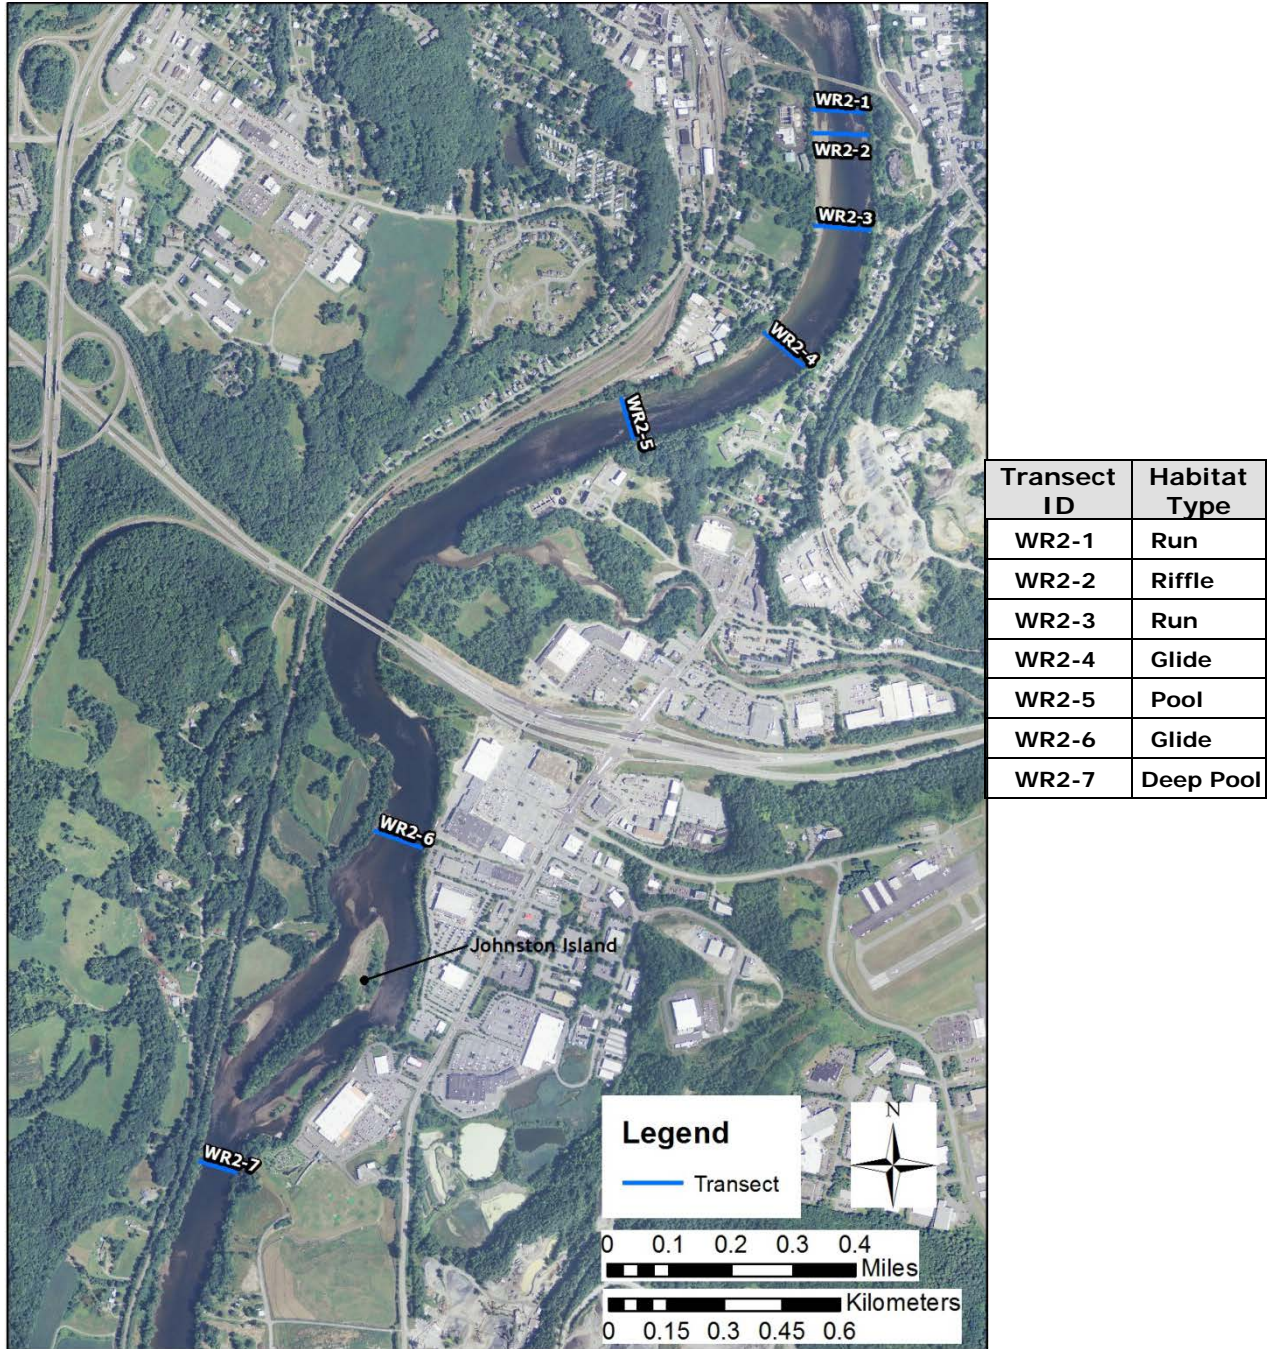 WR2-1
WR2-2
WR2-3
WR2-4
WR2-5
WR2-6
Johnston Island
WR2-7
Transect ID Habitat Type
WR2-1 Run
WR2-2 Riffle
WR2-3 Run
WR2-4 Glide
WR2-5 Pool
WR2-6 Glide
WR2-7 Deep Pool
Legend
Transect
N
0 0.1 0.2 0.3 0.4
Miles
Kilometers
0 0.15 0.3 0.45 0.6